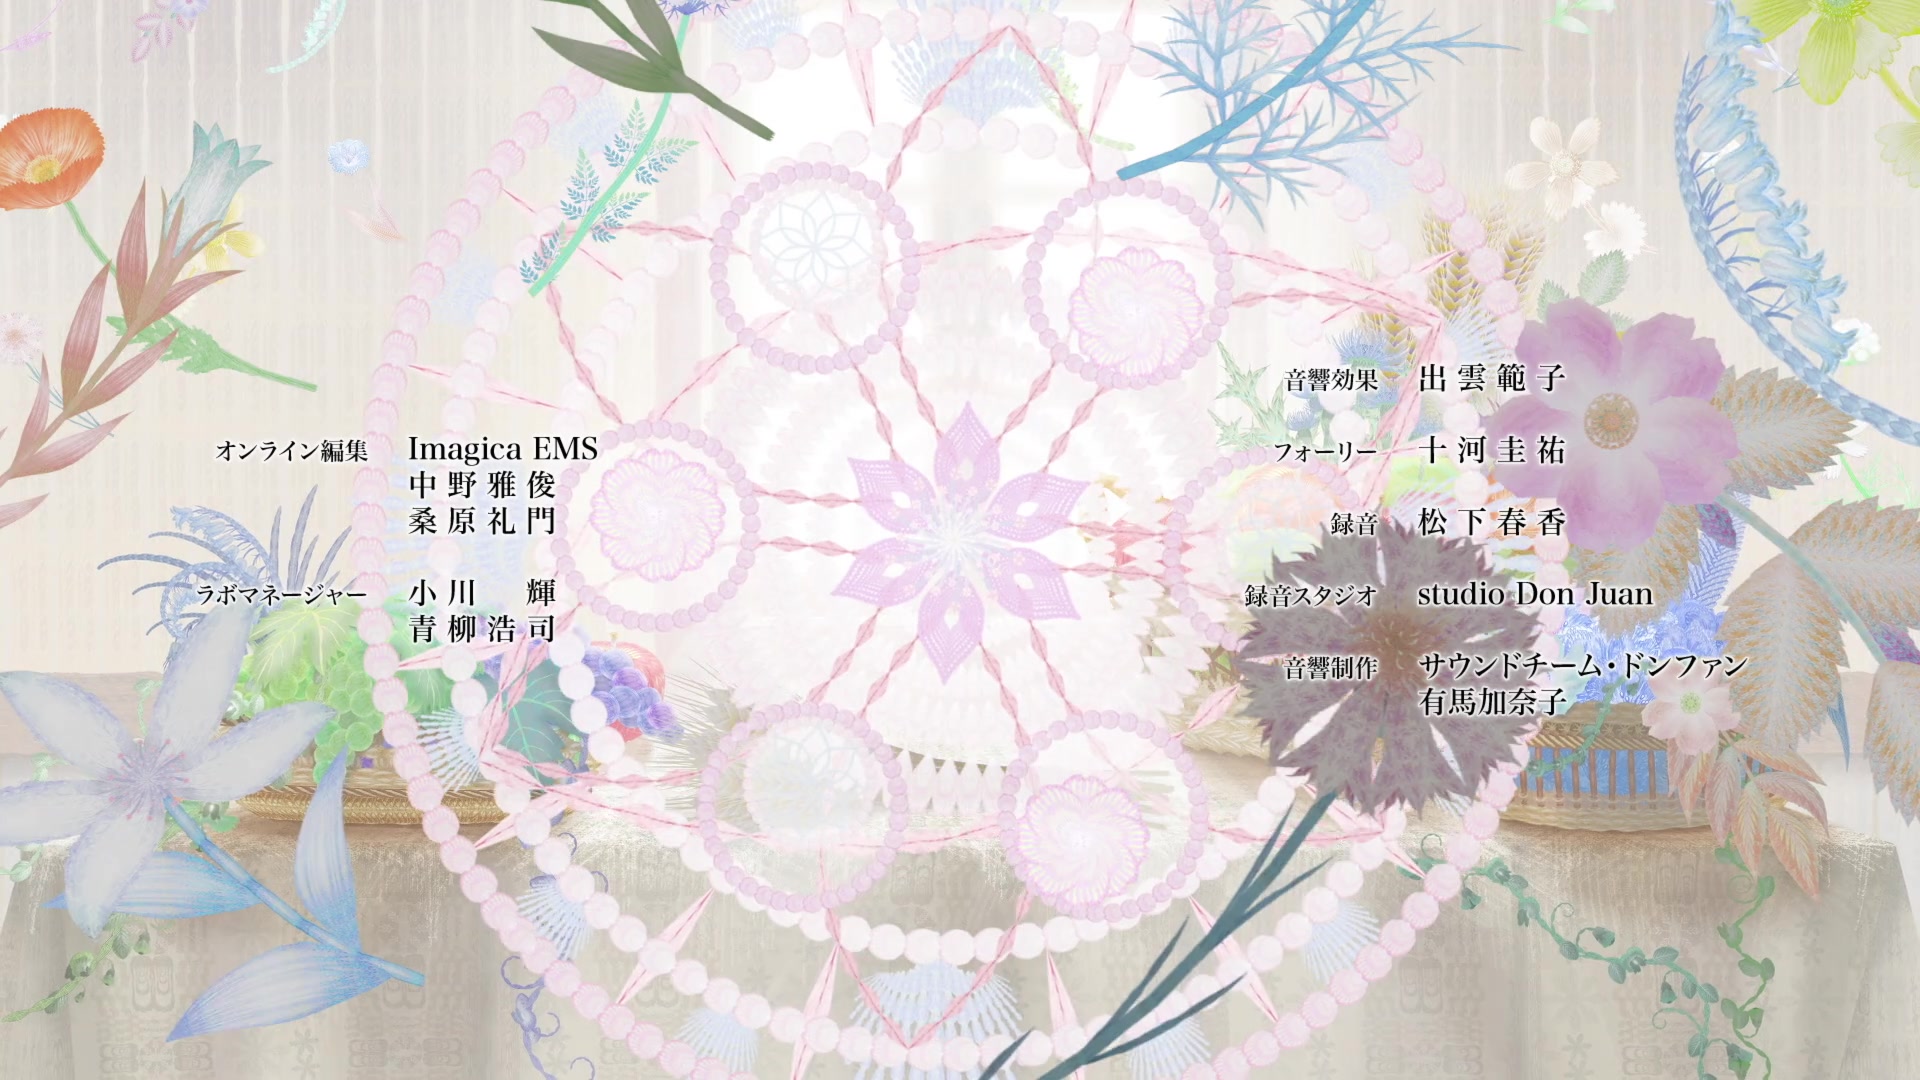 オンライン編集 Imagica EMS
中野雅俊
桑原礼門
ラボマネージャー 小川 輝
青柳浩司
音響効果 出雲範子
フォーリー 十河圭祐
録音 松下春香
録音スタジオ studio Don Juan
音響制作 サウンドチーム・ドンファン
有馬加奈子